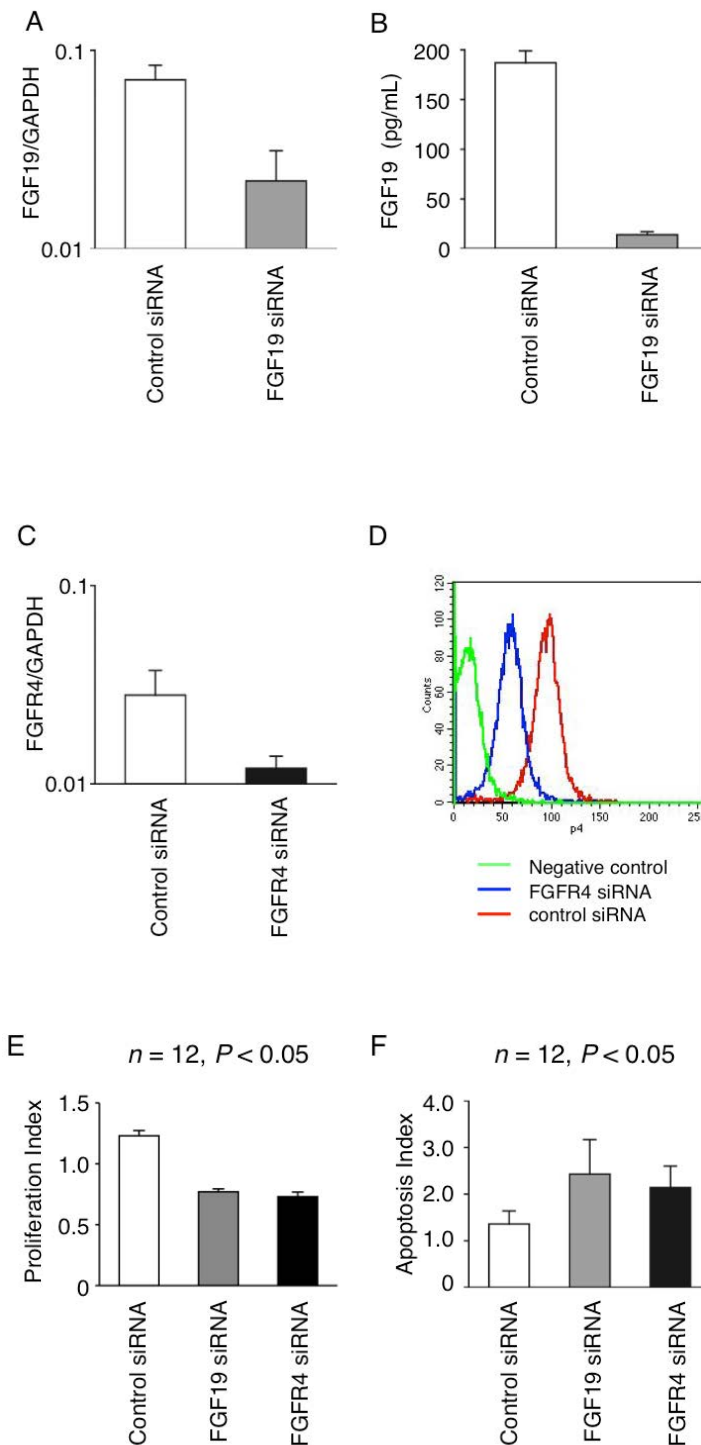 A
FGF19/GAPDH
0.1
0.01
Control siRNA
FGF19 siRNA
B
FGF19 (pg/mL)
200
150
100
50
0
Control siRNA
FGF19 siRNA
C
FGFR4/GAPDH
0.1
0.01
Control siRNA
FGFR4 siRNA
D
Counts
120
100
80
60
40
20
0
0 50 100 150 200 25
p4
Negative control
FGFR4 siRNA
control siRNA
E
n = 12, P < 0.05
Proliferation Index
1.5
1.0
0.5
0
Control siRNA
FGF19 siRNA
FGFR4 siRNA
F
n = 12, P < 0.05
Apoptosis Index
4.0
3.0
2.0
1.0
0
Control siRNA
FGF19 siRNA
FGFR4 siRNA